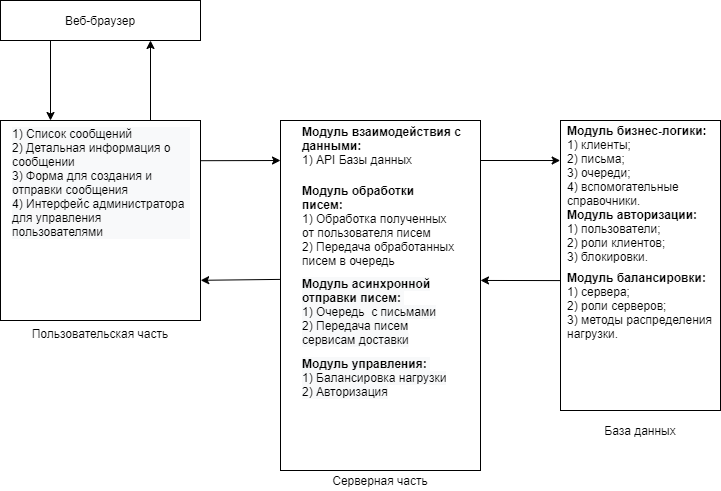 Веб-браузер
1) Список сообщений
2) Детальная информация о
сообщении
3) Форма для создания и
отправки сообщения
4) Интерфейс администратора
для управления
пользователями
Пользовательская часть
Модуль взаимодействия с
данными:
1) API Базы данных
Модуль обработки
писем:
1) Обработка полученных
от пользователя писем
2) Передача обработанных
писем в очередь
Модуль асинхронной
отправки писем:
1) Очередь с письмами
2) Передача писем
сервисам доставки
Модуль управления:
1) Балансировка нагрузки
2) Авторизация
Серверная часть
Модуль бизнес-логики:
1) клиенты;
2) письма;
3) очереди;
4) вспомогательные
справочники.
Модуль авторизации:
1) пользователи;
2) роли клиентов;
3) блокировки.
Модуль балансировки:
1) сервера;
2) роли серверов;
3) методы распределения
нагрузки.
База данных